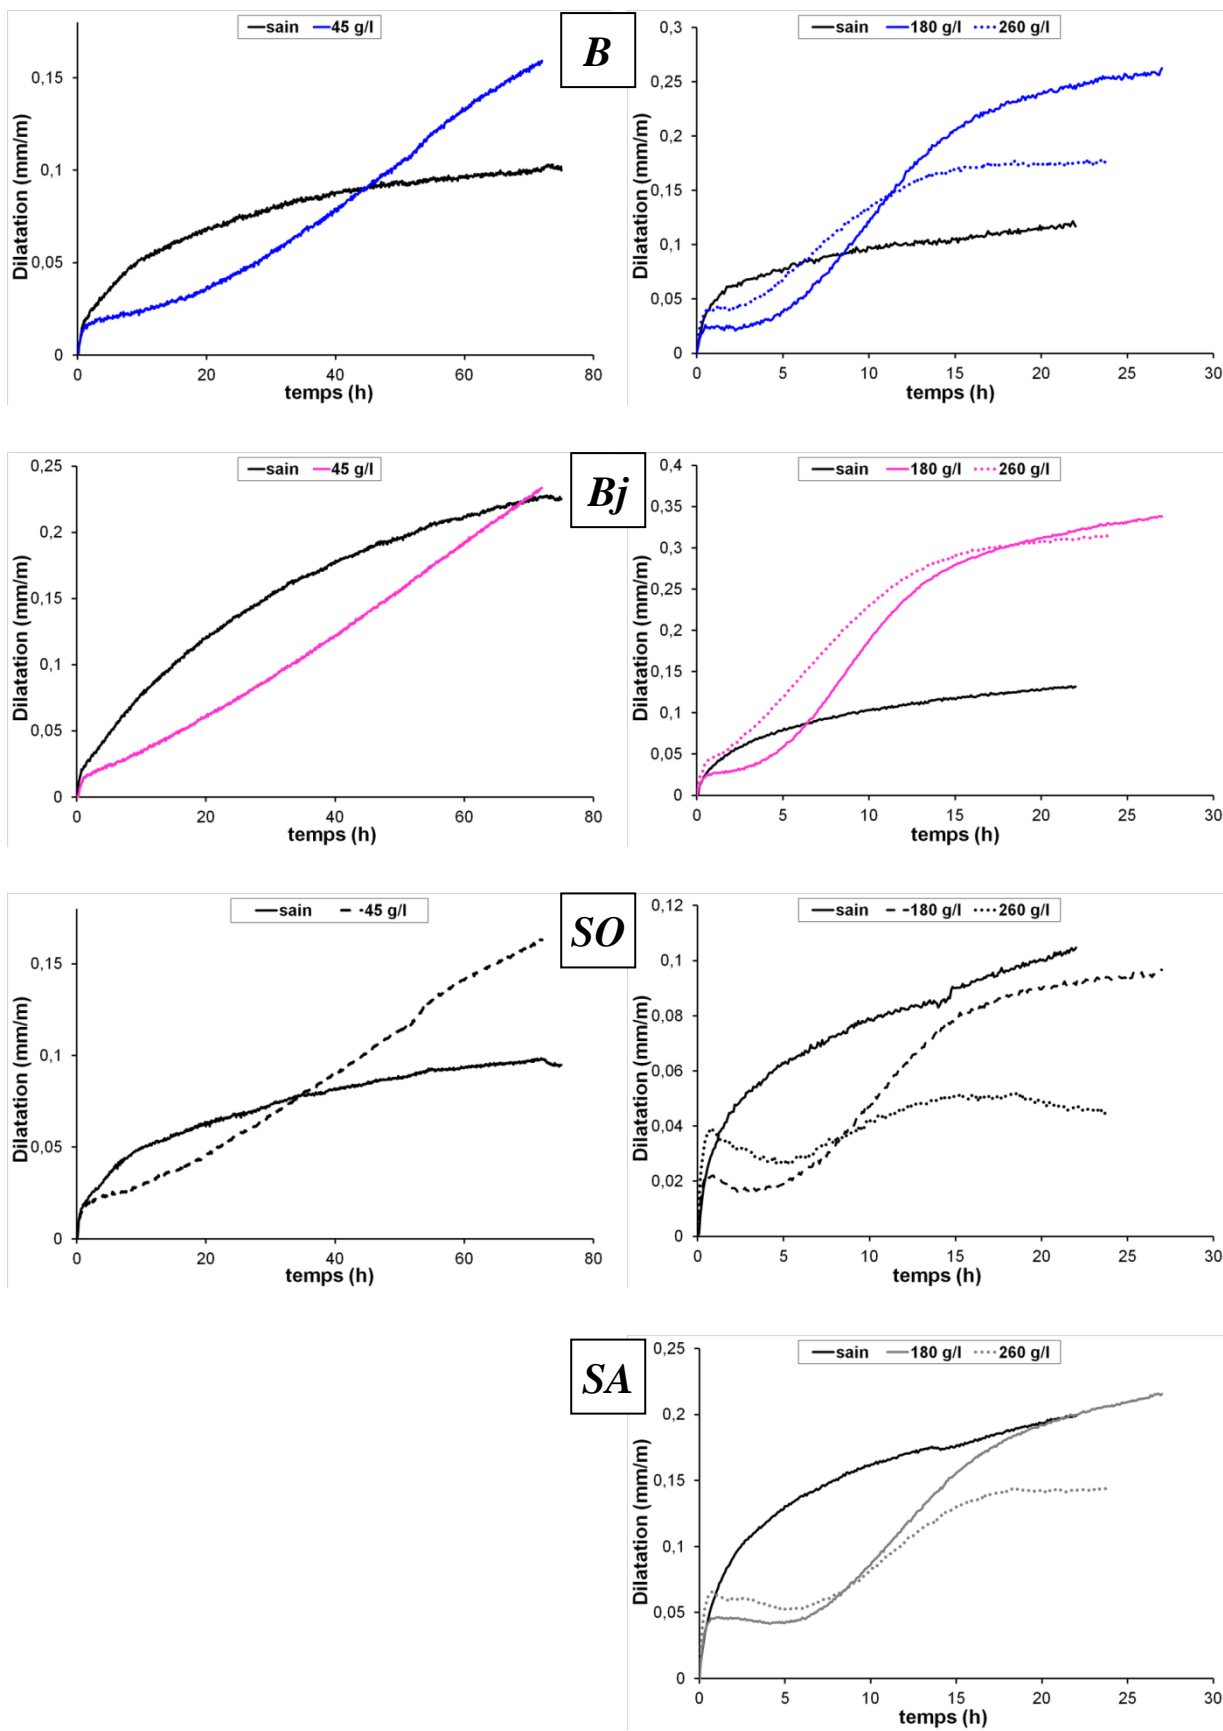 sain 45 g/l
B
sain 180 g/l 260 g/l
Dilatation (mm/m)
0,15
0,1
0,05
0
0 20 40 60 80
temps (h)
Dilatation (mm/m)
0,3
0,25
0,2
0,15
0,1
0,05
0
0 5 10 15 20 25 30
temps (h)
sain 45 g/l
Bj
sain 180 g/l 260 g/l
Dilatation (mm/m)
0,25
0,2
0,15
0,1
0,05
0
0 20 40 60 80
temps (h)
Dilatation (mm/m)
0,4
0,35
0,3
0,25
0,2
0,15
0,1
0,05
0
0 5 10 15 20 25 30
temps (h)
sain 45 g/l
SO
sain 180 g/l 260 g/l
Dilatation (mm/m)
0,15
0,1
0,05
0
0 20 40 60 80
temps (h)
Dilatation (mm/m)
0,12
0,1
0,08
0,06
0,04
0,02
0
0 5 10 15 20 25 30
temps (h)
SA
sain 180 g/l 260 g/l
Dilatation (mm/m)
0,25
0,2
0,15
0,1
0,05
0
0 5 10 15 20 25 30
temps (h)